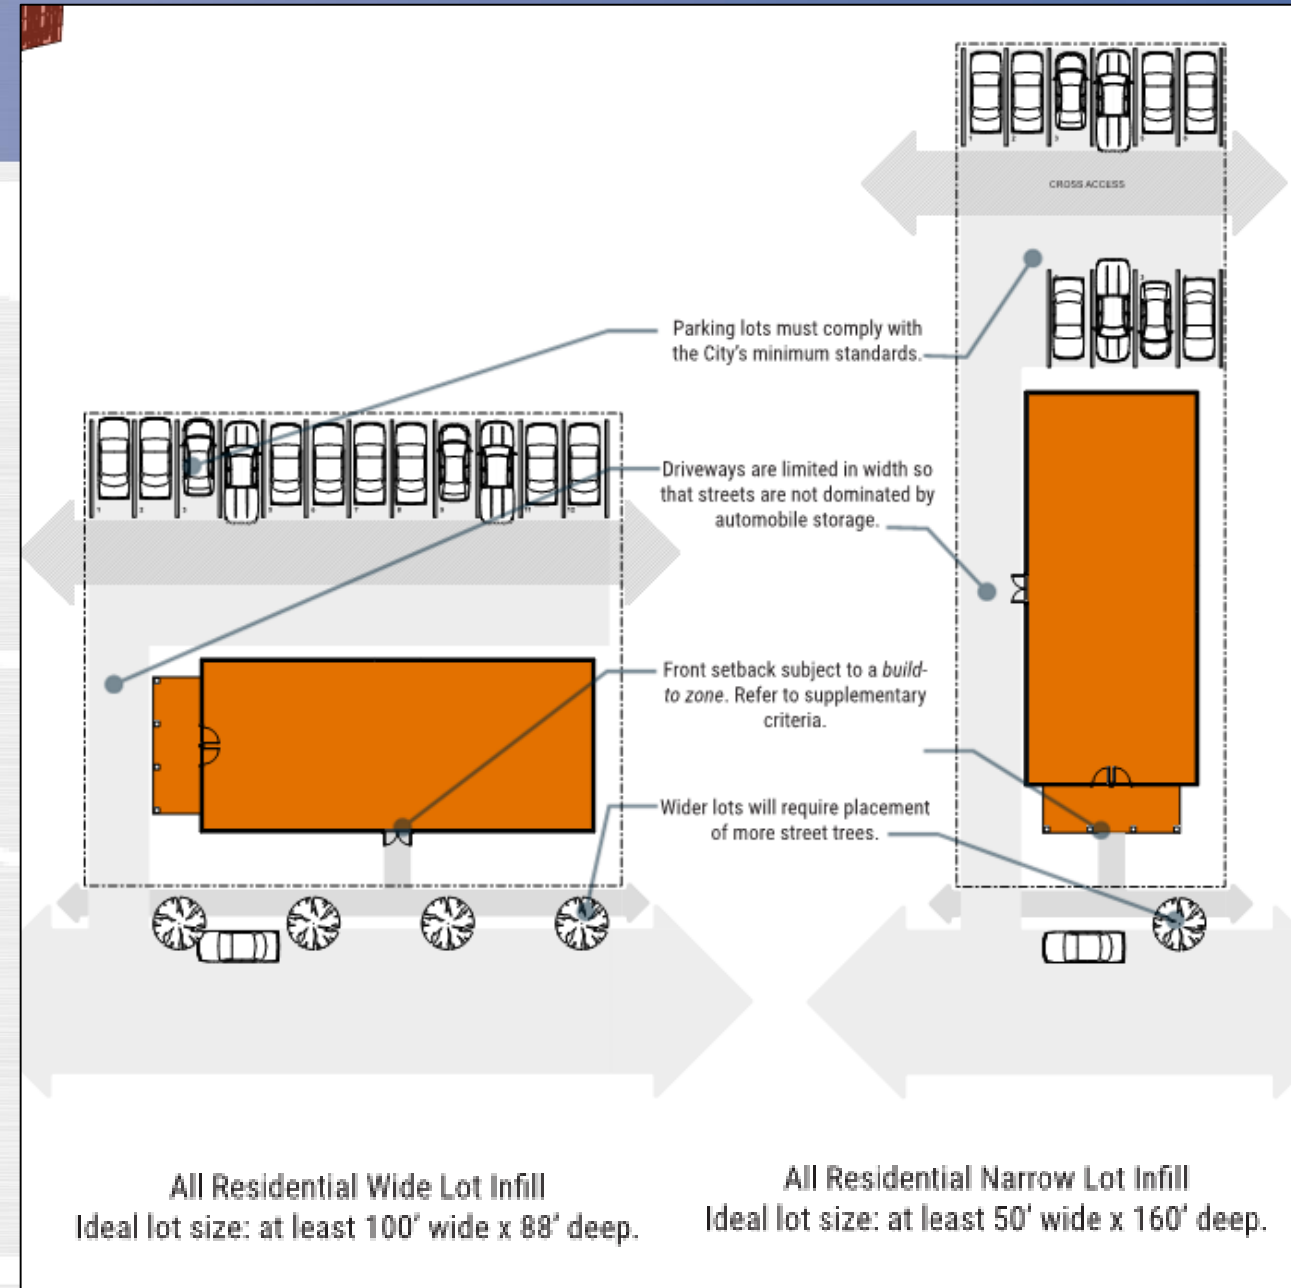 CROSS ACCESS
Parking lots must comply with
the City's minimum standards.
Driveways are limited in width so
that streets are not dominated by
automobile storage.
Front setback subject to a build-
to zone. Refer to supplementary
criteria.
Wider lots will require placement
of more street trees.
All Residential Wide Lot Infill
Ideal lot size: at least 100' wide x 88' deep.
All Residential Narrow Lot Infill
Ideal lot size: at least 50' wide x 160' deep.